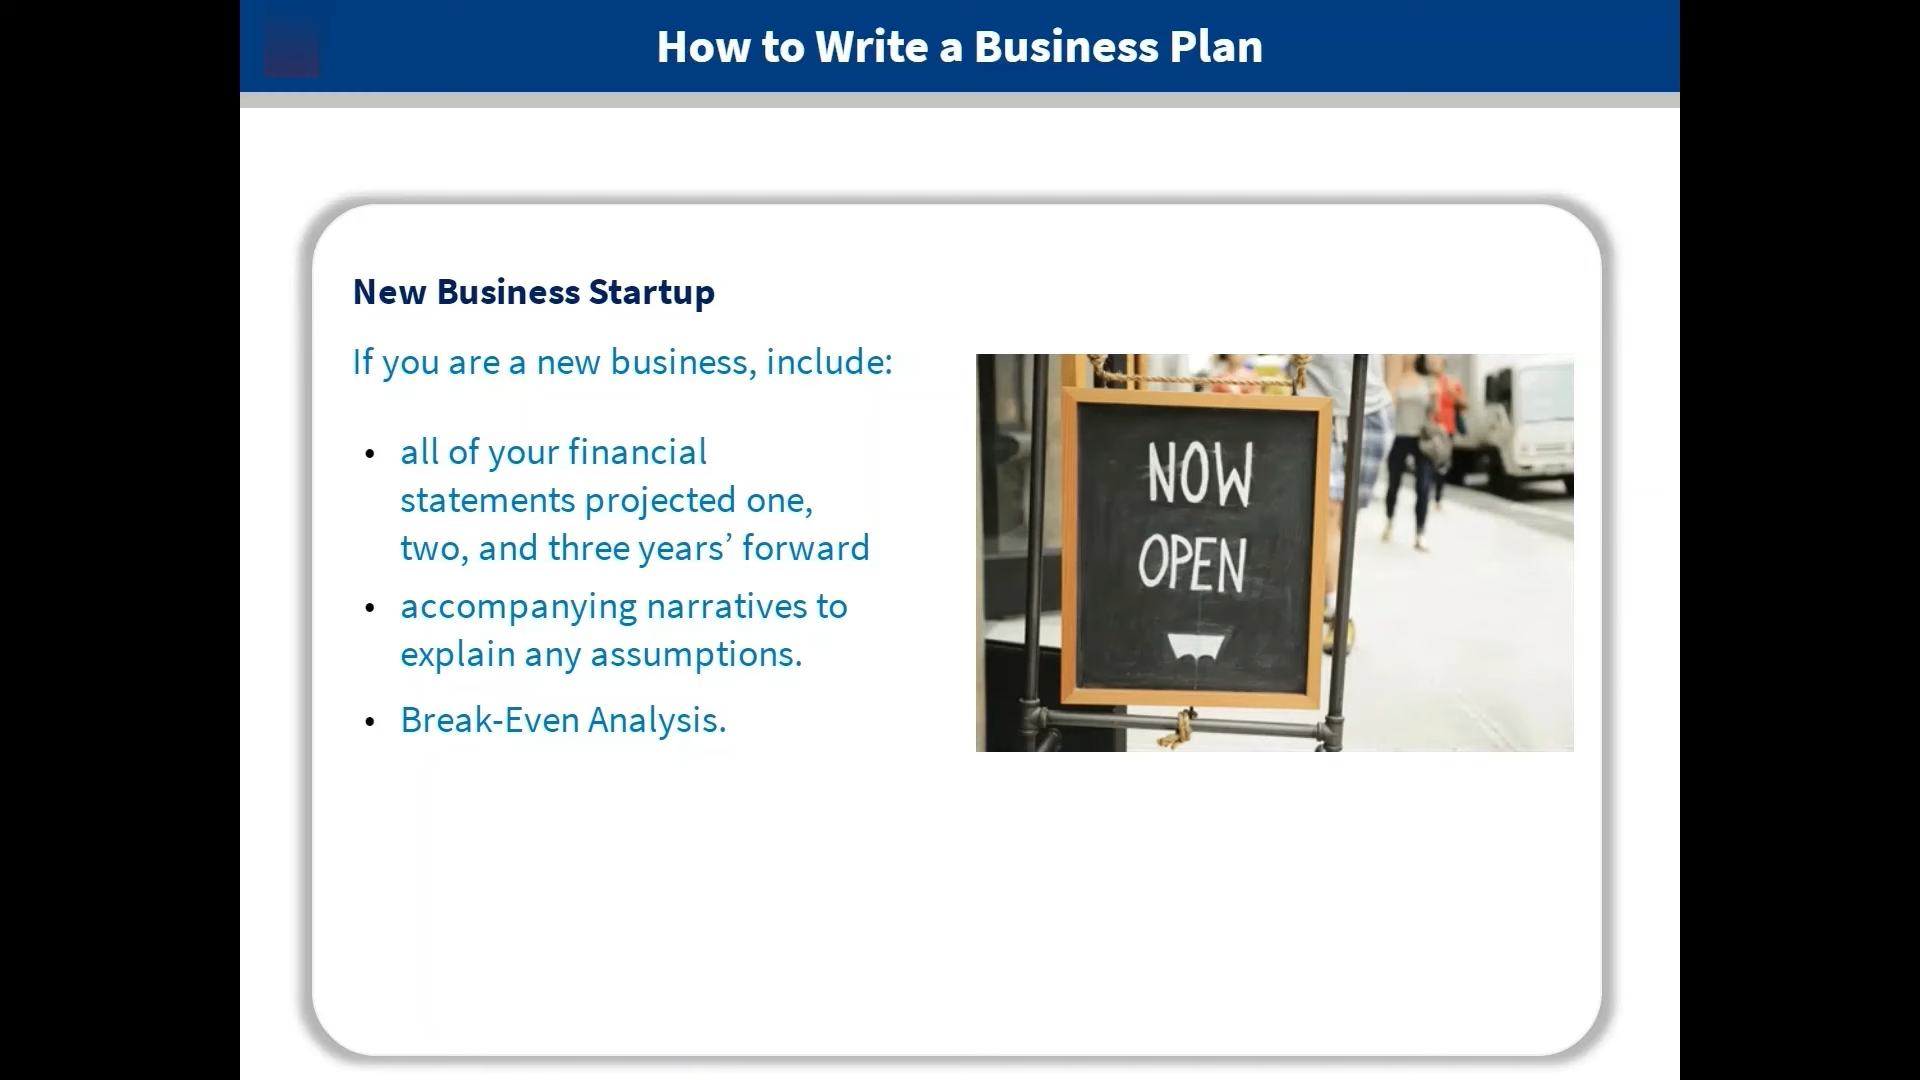 How to Write a Business Plan
New Business Startup
If you are a new business, include:
• all of your financial
statements projected one,
two, and three years’ forward
• accompanying narratives to
explain any assumptions.
• Break-Even Analysis.
NOW
OPEN